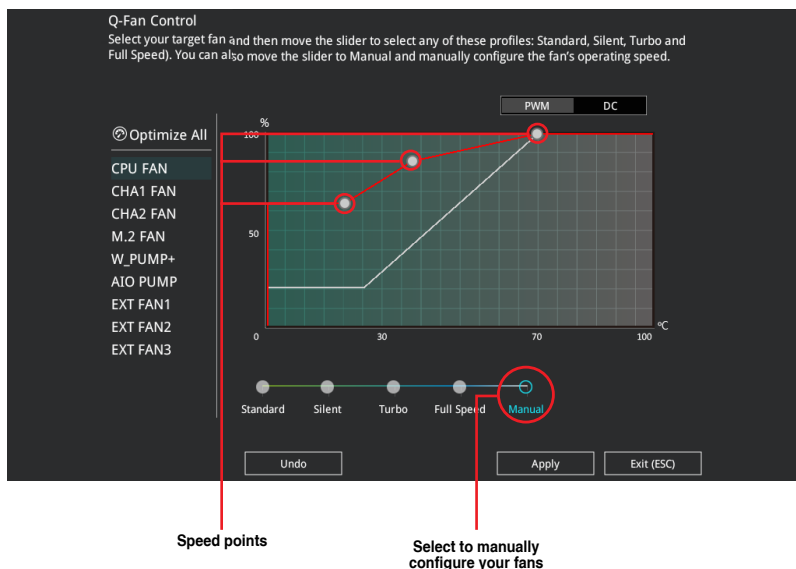 Q-Fan Control
Select your target fan and then move the slider to select any of these profiles: Standard, Silent, Turbo and
Full Speed). You can also move the slider to Manual and manually configure the fan's operating speed.
PWM DC
Optimize All
CPU FAN
CHA1 FAN
CHA2 FAN
M.2 FAN
W_PUMP+
AIO PUMP
EXT FAN1
EXT FAN2
EXT FAN3
%
100
50
0 30 70 100
ºC
Standard Silent Turbo Full Speed Manual
Undo Apply Exit (ESC)
Speed points
Select to manually
configure your fans